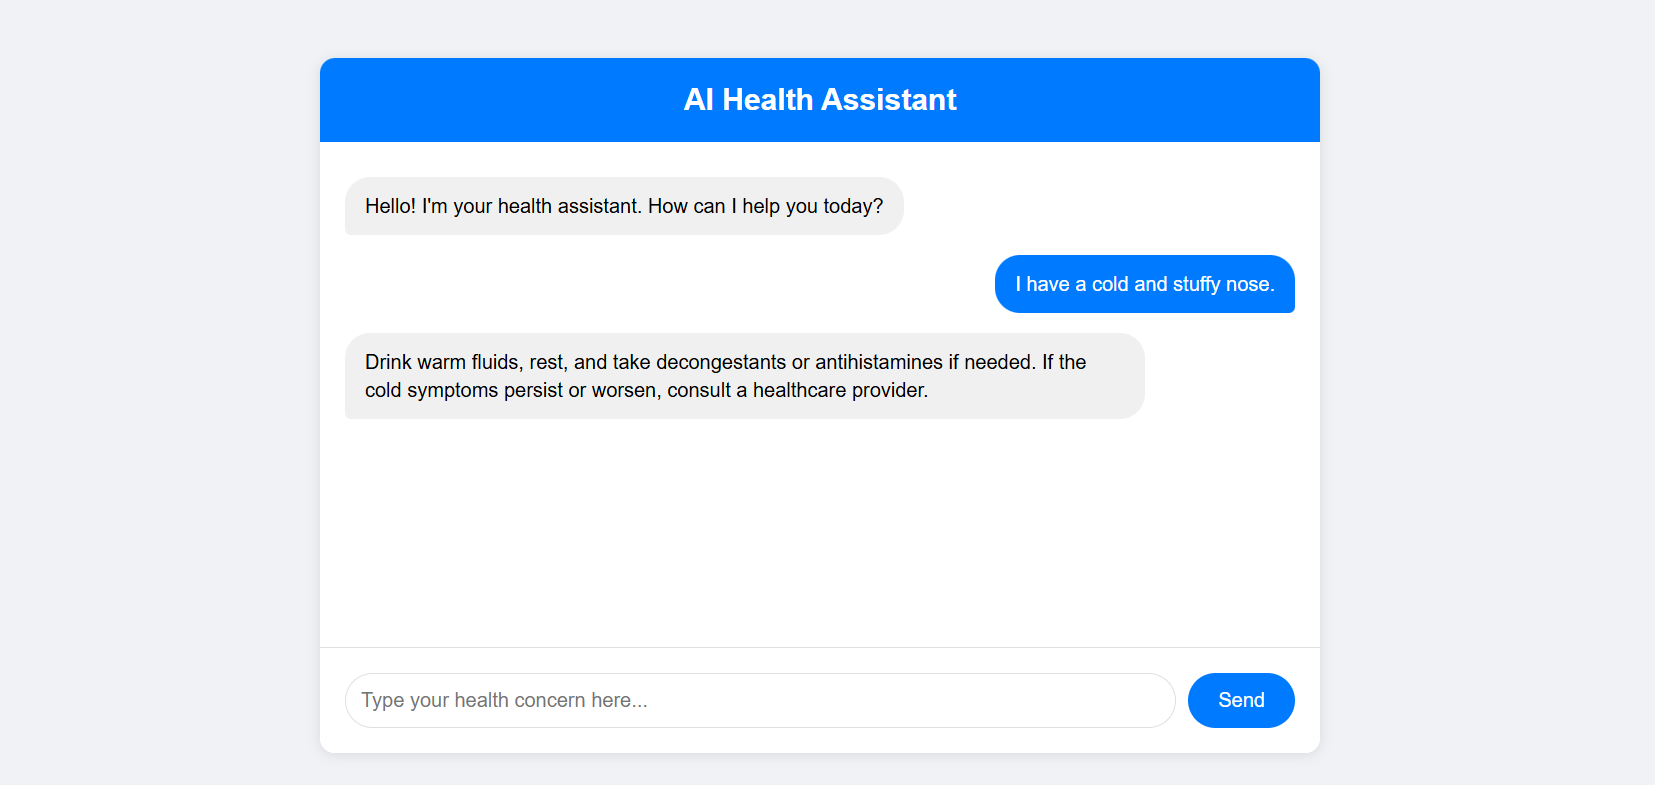 AI Health Assistant
Hello! I'm your health assistant. How can I help you today?
I have a cold and stuffy nose.
Drink warm fluids, rest, and take decongestants or antihistamines if needed. If the
cold symptoms persist or worsen, consult a healthcare provider.
Type your health concern here...
Send